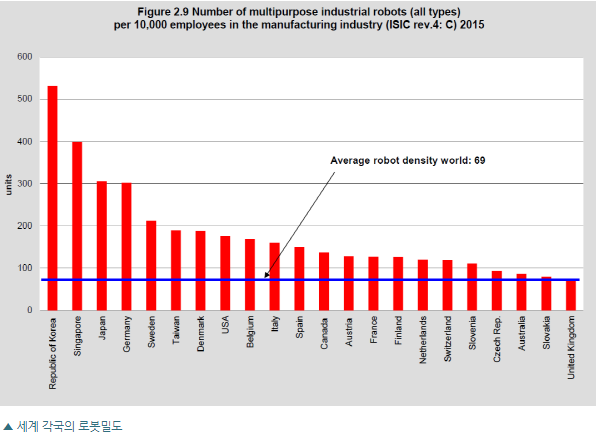 Figure 2.9 Number of multipurpose industrial robots (all types)
per 10,000 employees in the manufacturing industry (ISIC rev.4: C) 2015
600
500
400
300
200
100
0
units
Average robot density world: 69
Republic of Korea
Singapore
Japan
Germany
Sweden
Taiwan
Denmark
USA
Belgium
Italy
Spain
Canada
Austria
France
Finland
Netherlands
Switzerland
Slovenia
Czech Rep.
Australia
Slovakia
United Kingdom
▲ 세계 각국의 로봇밀도